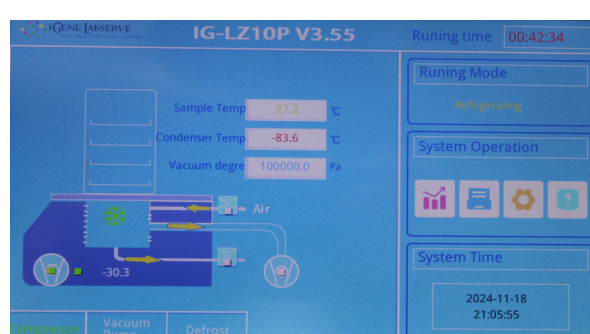 IGENE LABSERVE
IG-LZ10P V3.55
Runing time 00:42:34
Runing Mode
Refrigerating
Sample Temp 27.2 ℃
Condenser Temp -83.6 ℃
Vacuum degre 100000.0 Pa
System Operation
?
Air
-30.3
System Time
2024-11-18
21:05:55
Compressor
Vacuum
Pump
Defrost